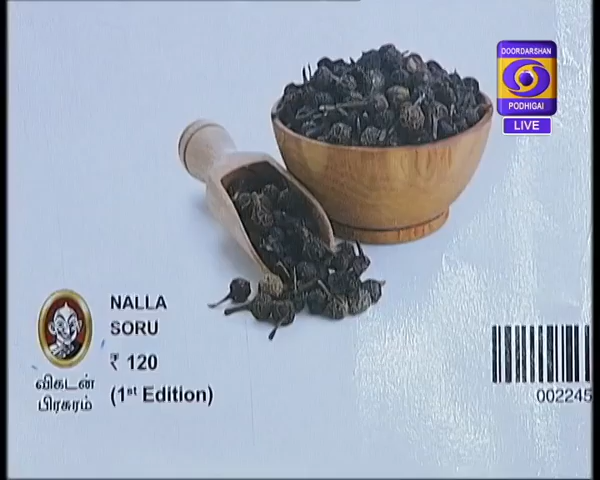 DOORDARSHAN
PODHIGAI
LIVE
NALLA
SORU
₹ 120
(1st Edition)
விகடன்
பிரசுரம்
002245